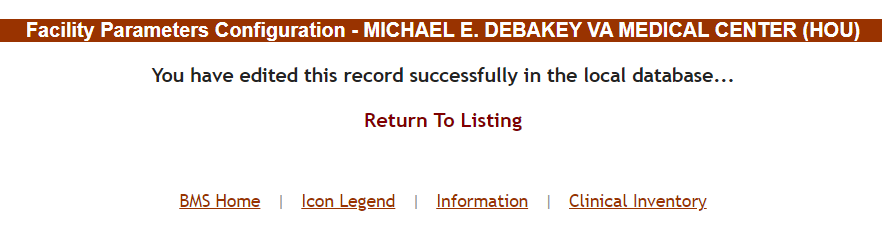 Facility Parameters Configuration - MICHAEL E. DEBAKEY VA MEDICAL CENTER (HOU)
You have edited this record successfully in the local database...
Return To Listing
BMS Home | Icon Legend | Information | Clinical Inventory